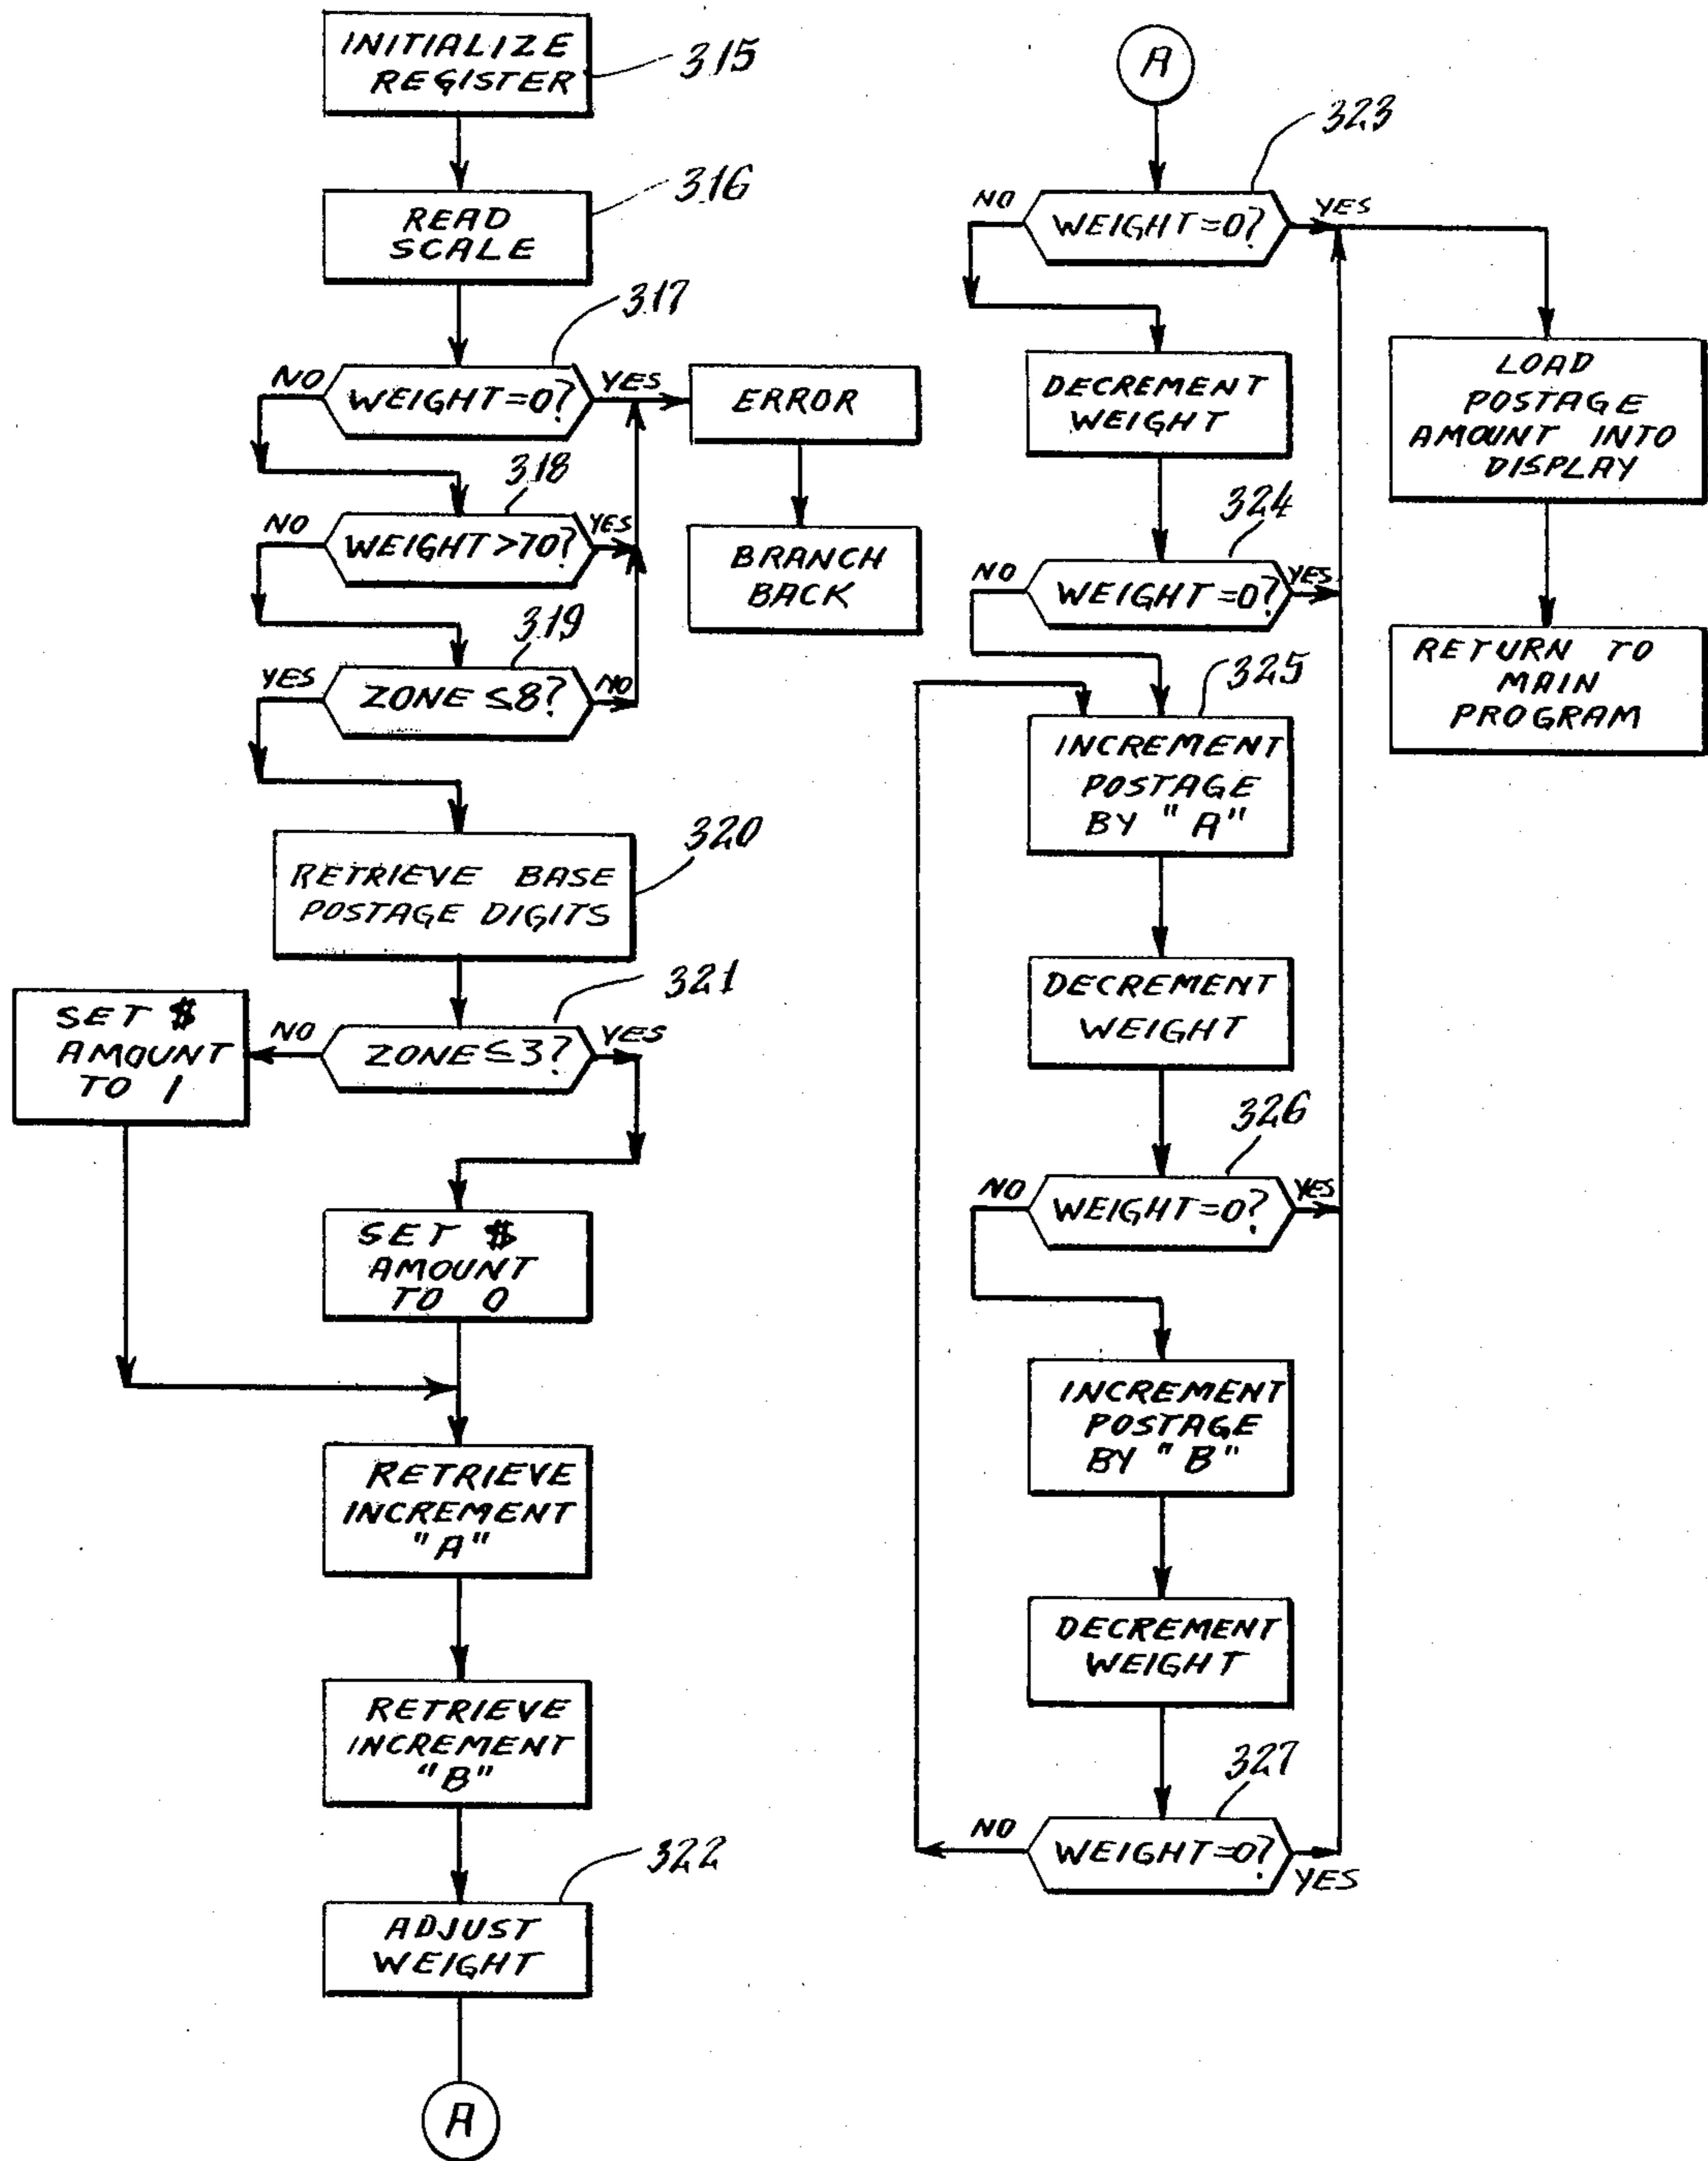 INITIALIZE
REGISTER
315
READ
SCALE
316
317
NO
WEIGHT=0?
YES
ERROR
318
NO
WEIGHT>70?
YES
BRANCH
BACK
319
YES
ZONE ≤8?
NO
320
RETRIEVE BASE
POSTAGE DIGITS
321
SET $
AMOUNT
TO 1
NO
ZONE≤3?
YES
SET $
AMOUNT
TO 0
RETRIEVE
INCREMENT
"A"
RETRIEVE
INCREMENT
"B"
322
ADJUST
WEIGHT
A
A
323
NO
WEIGHT=0?
YES
DECREMENT
WEIGHT
LOAD
POSTAGE
AMOUNT INTO
DISPLAY
324
NO
WEIGHT=0?
YES
RETURN TO
MAIN
PROGRAM
325
INCREMENT
POSTAGE
BY "A"
DECREMENT
WEIGHT
326
NO
WEIGHT=0?
YES
INCREMENT
POSTAGE
BY "B"
DECREMENT
WEIGHT
327
NO
WEIGHT=0?
YES